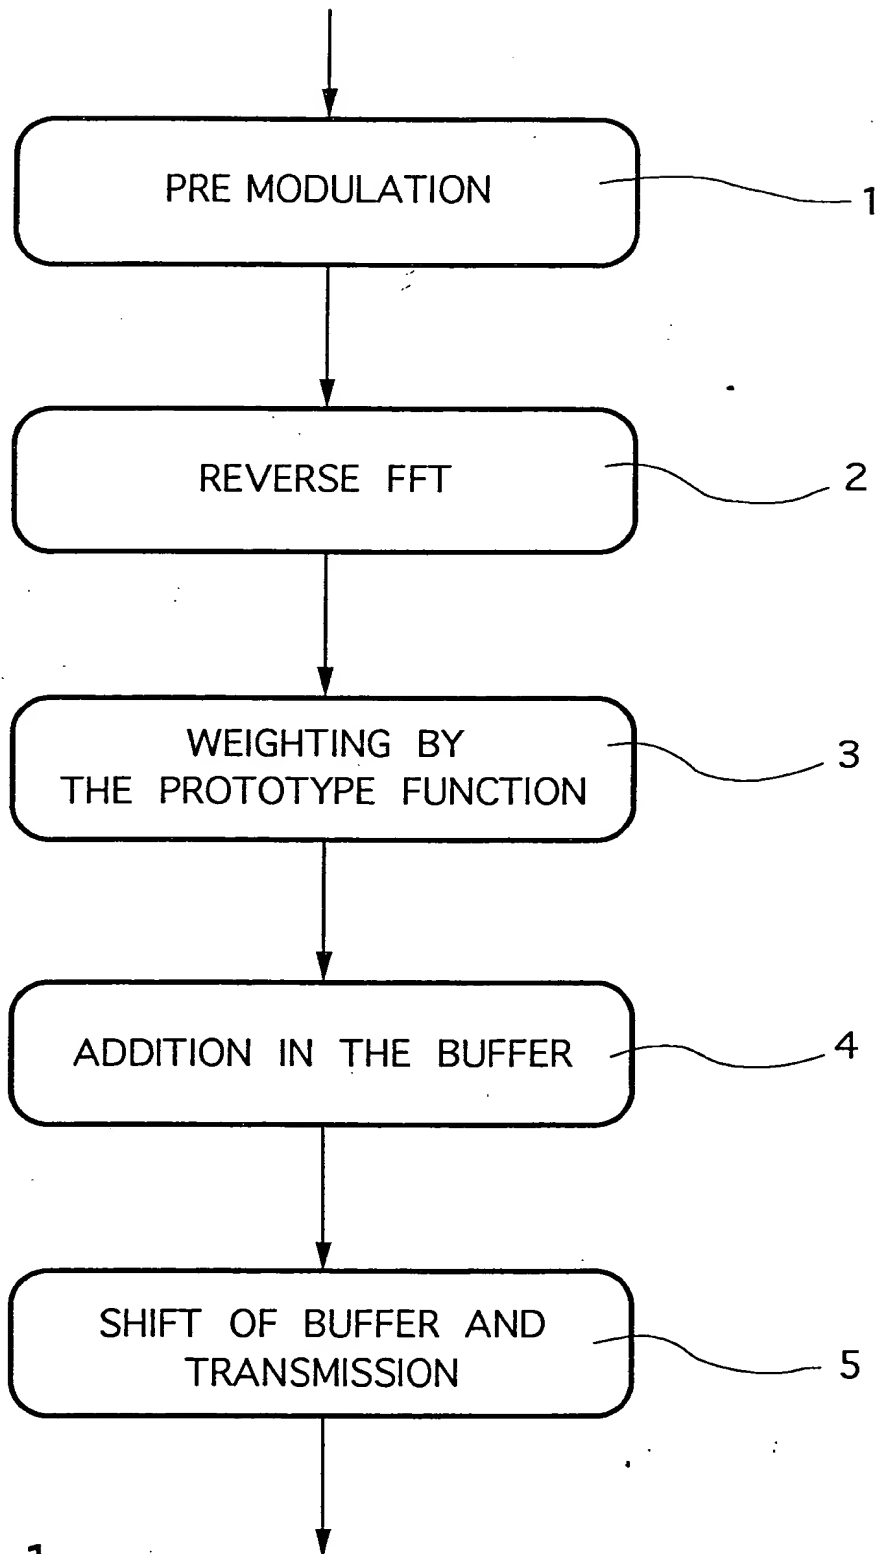 PRE MODULATION
1
REVERSE FFT
2
WEIGHTING BY
THE PROTOTYPE FUNCTION
3
ADDITION IN THE BUFFER
4
SHIFT OF BUFFER AND
TRANSMISSION
5